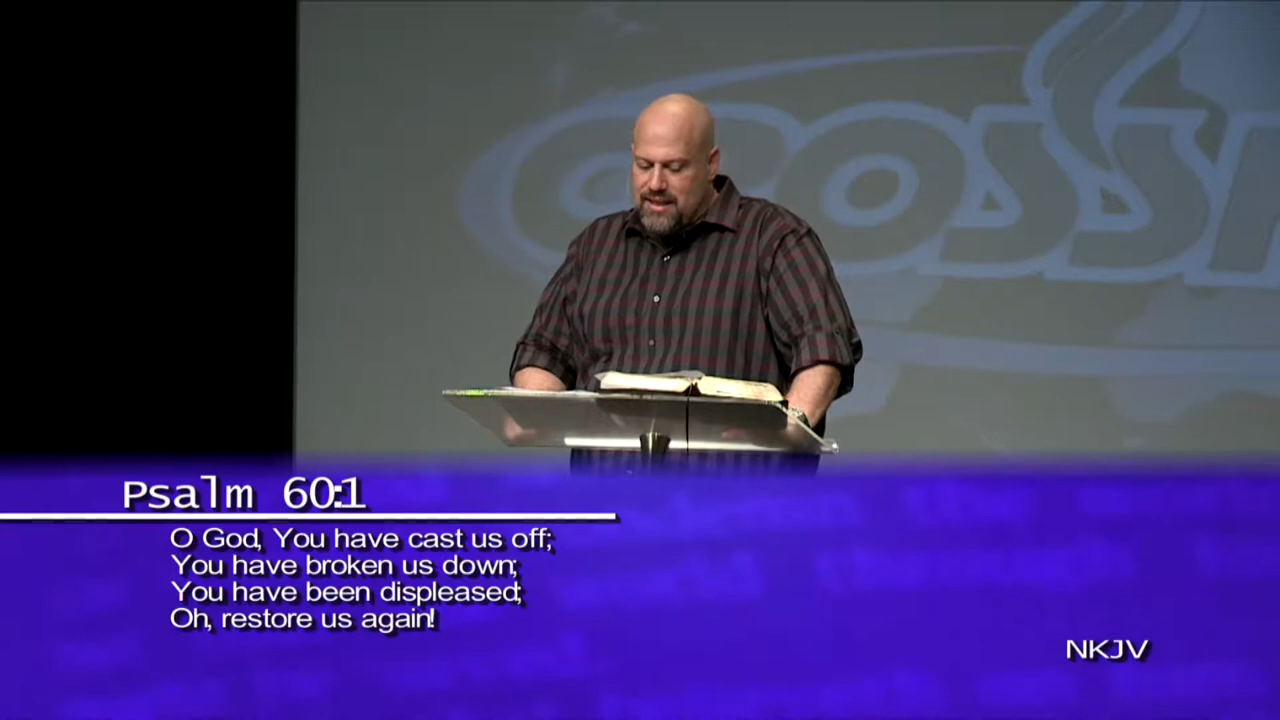 Psalm 60:1
O God, You have cast us off;
You have broken us down;
You have been displeased;
Oh, restore us again!
NKJV